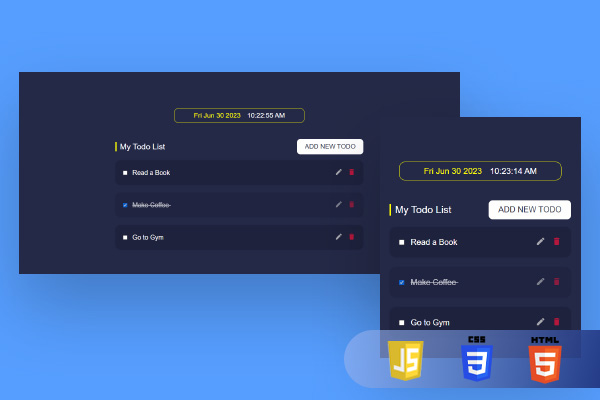 Fri Jun 30 2023 10:22:55 AM
My Todo List ADD NEW TODO
Read a Book
Make Coffee
Go to Gym
Fri Jun 30 2023 10:23:14 AM
My Todo List ADD NEW TODO
Read a Book
Make Coffee
Go to Gym
JS CSS 3 HTML 5